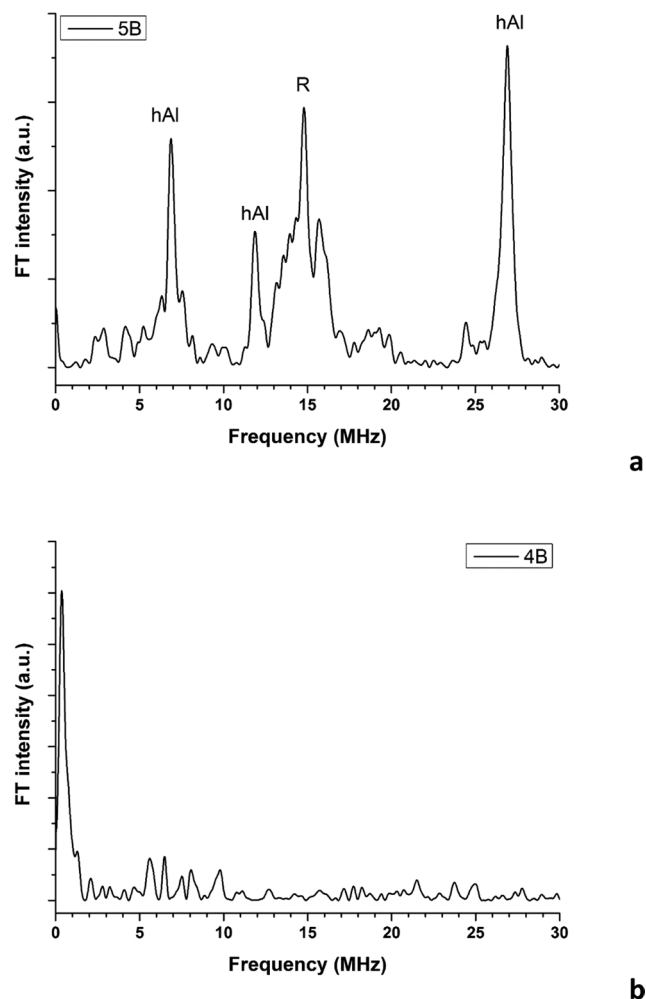 5B
hAl
R
hAl
hAl
FT intensity (a.u.)
0 5 10 15 20 25 30
Frequency (MHz)
a
4B
FT intensity (a.u.)
0 5 10 15 20 25 30
Frequency (MHz)
b